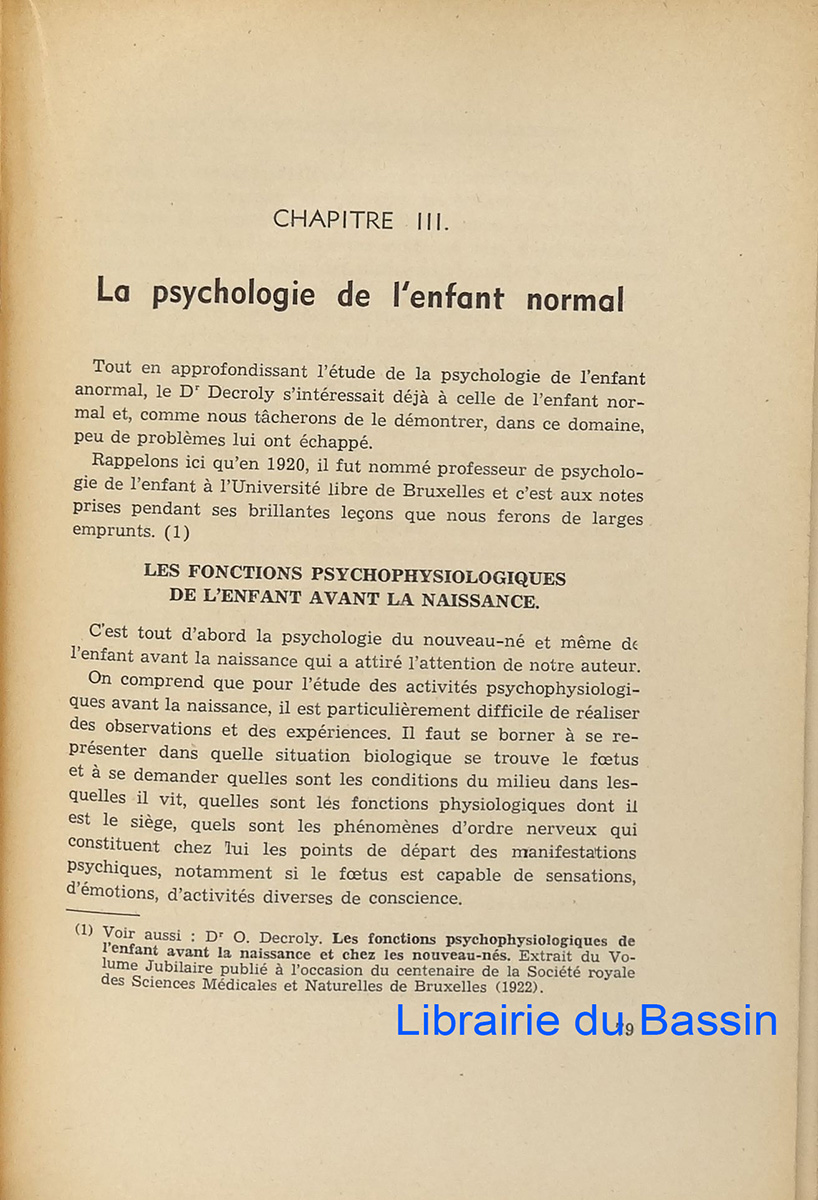 CHAPITRE III.
La psychologie de l'enfant normal
Tout en approfondissant l'étude de la psychologie de l'enfant
anormal, le Dr Decroly s'intéressait déjà à celle de l'enfant nor-
mal et, comme nous tâcherons de le démontrer, dans ce domaine,
peu de problèmes lui ont échappé.
Rappelons ici qu'en 1920, il fut nommé professeur de psycholo-
gie de l'enfant à l'Université libre de Bruxelles et c'est aux notes
prises pendant ses brillantes leçons que nous ferons de larges
emprunts. (1)
LES FONCTIONS PSYCHOPHYSIOLOGIQUES
DE L'ENFANT AVANT LA NAISSANCE.
C'est tout d'abord la psychologie du nouveau-né et même de
l'enfant avant la naissance qui a attiré l'attention de notre auteur.
On comprend que pour l'étude des activités psychophysiologi-
ques avant la naissance, il est particulièrement difficile de réaliser
des observations et des expériences. Il faut se borner à se re-
présenter dans quelle situation biologique se trouve le fœtus
et à se demander quelles sont les conditions du milieu dans les-
quelles il vit, quelles sont les fonctions physiologiques dont il
est le siège, quels sont les phénomènes d'ordre nerveux qui
constituent chez lui les points de départ des manifestations
psychiques, notamment si le fœtus est capable de sensations,
d'émotions, d'activités diverses de conscience.
(1) Voir aussi : Dr O. Decroly. Les fonctions psychophysiologiques de
l'enfant avant la naissance et chez les nouveau-nés. Extrait du Vo-
lume Jubilaire publié à l'occasion du centenaire de la Société royale
des Sciences Médicales et Naturelles de Bruxelles (1922).
Librairie du Bassin